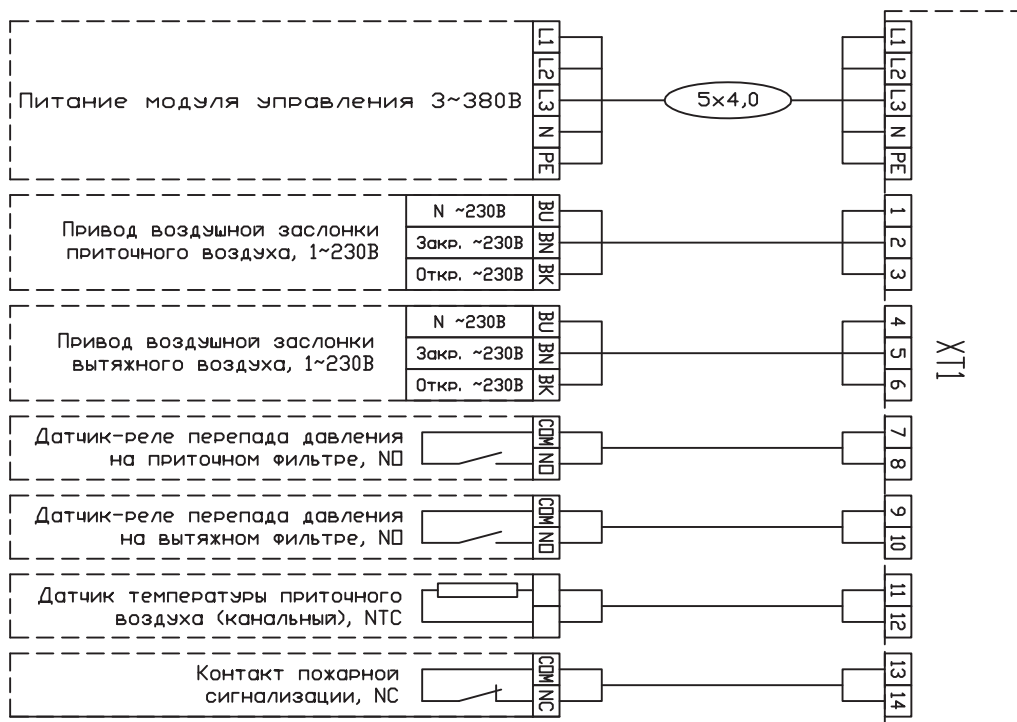 Питание модуля управления 3~380В
L1
L2
L3
N
PE
5x4,0
L1
L2
L3
N
PE
Привод воздушной заслонки
приточного воздуха, 1~230В
N ~230В
Закр. ~230В
Откр. ~230В
BU
BN
BK
1
2
3
Привод воздушной заслонки
вытяжного воздуха, 1~230В
N ~230В
Закр. ~230В
Откр. ~230В
BU
BN
BK
4
5
6
XT1
Датчик-реле перепада давления
на приточном фильтре, NO
COM
NO
7
8
Датчик-реле перепада давления
на вытяжном фильтре, NO
COM
NO
9
10
Датчик температуры приточного
воздуха (канальный), NTC
11
12
Контакт пожарной
сигнализации, NC
COM
NC
13
14